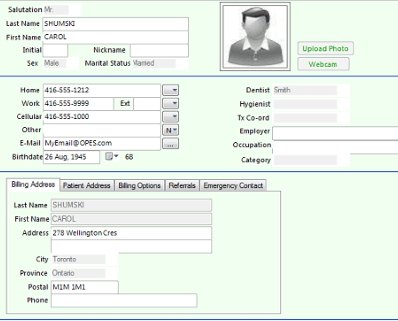 Salutation Mr.
Last Name SHUMSKI
First Name CAROL
Initial Nickname
Sex Male Marital Status Married
Upload Photo
Webcam
Home 416-555-1212
Work 416-555-9999 Ext
Cellular 416-555-1000
Other N
E-Mail MyEmail@OPES.com ...
Birthdate 26 Aug, 1945 68
Dentist Smith
Hygienist
Tx Co-ord
Employer
Occupation
Category
Billing Address Patient Address Billing Options Referrals Emergency Contact
Last Name SHUMSKI
First Name CAROL
Address 278 Wellington Cres
City Toronto
Province Ontario
Postal M1M 1M1
Phone